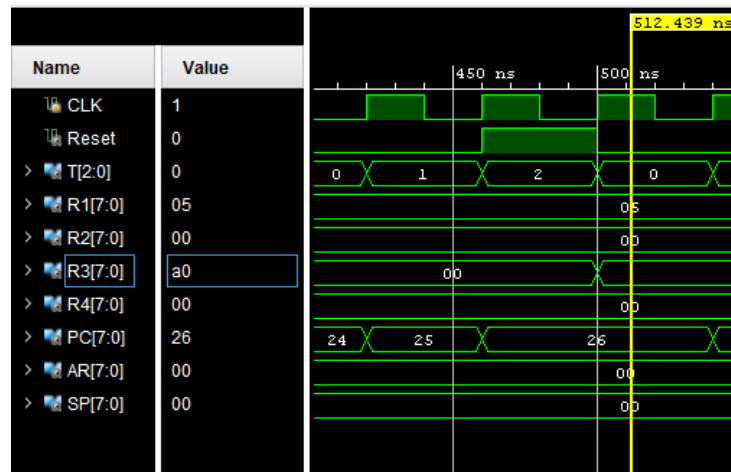 512.439 ns
Name Value
450 ns 500 ns
CLK 1
Reset 0
T[2:0] 0 0 1 2 0
R1[7:0] 05 05
R2[7:0] 00 00
R3[7:0] a0 00
R4[7:0] 00 00
PC[7:0] 26 24 25 26
AR[7:0] 00 00
SP[7:0] 00 00